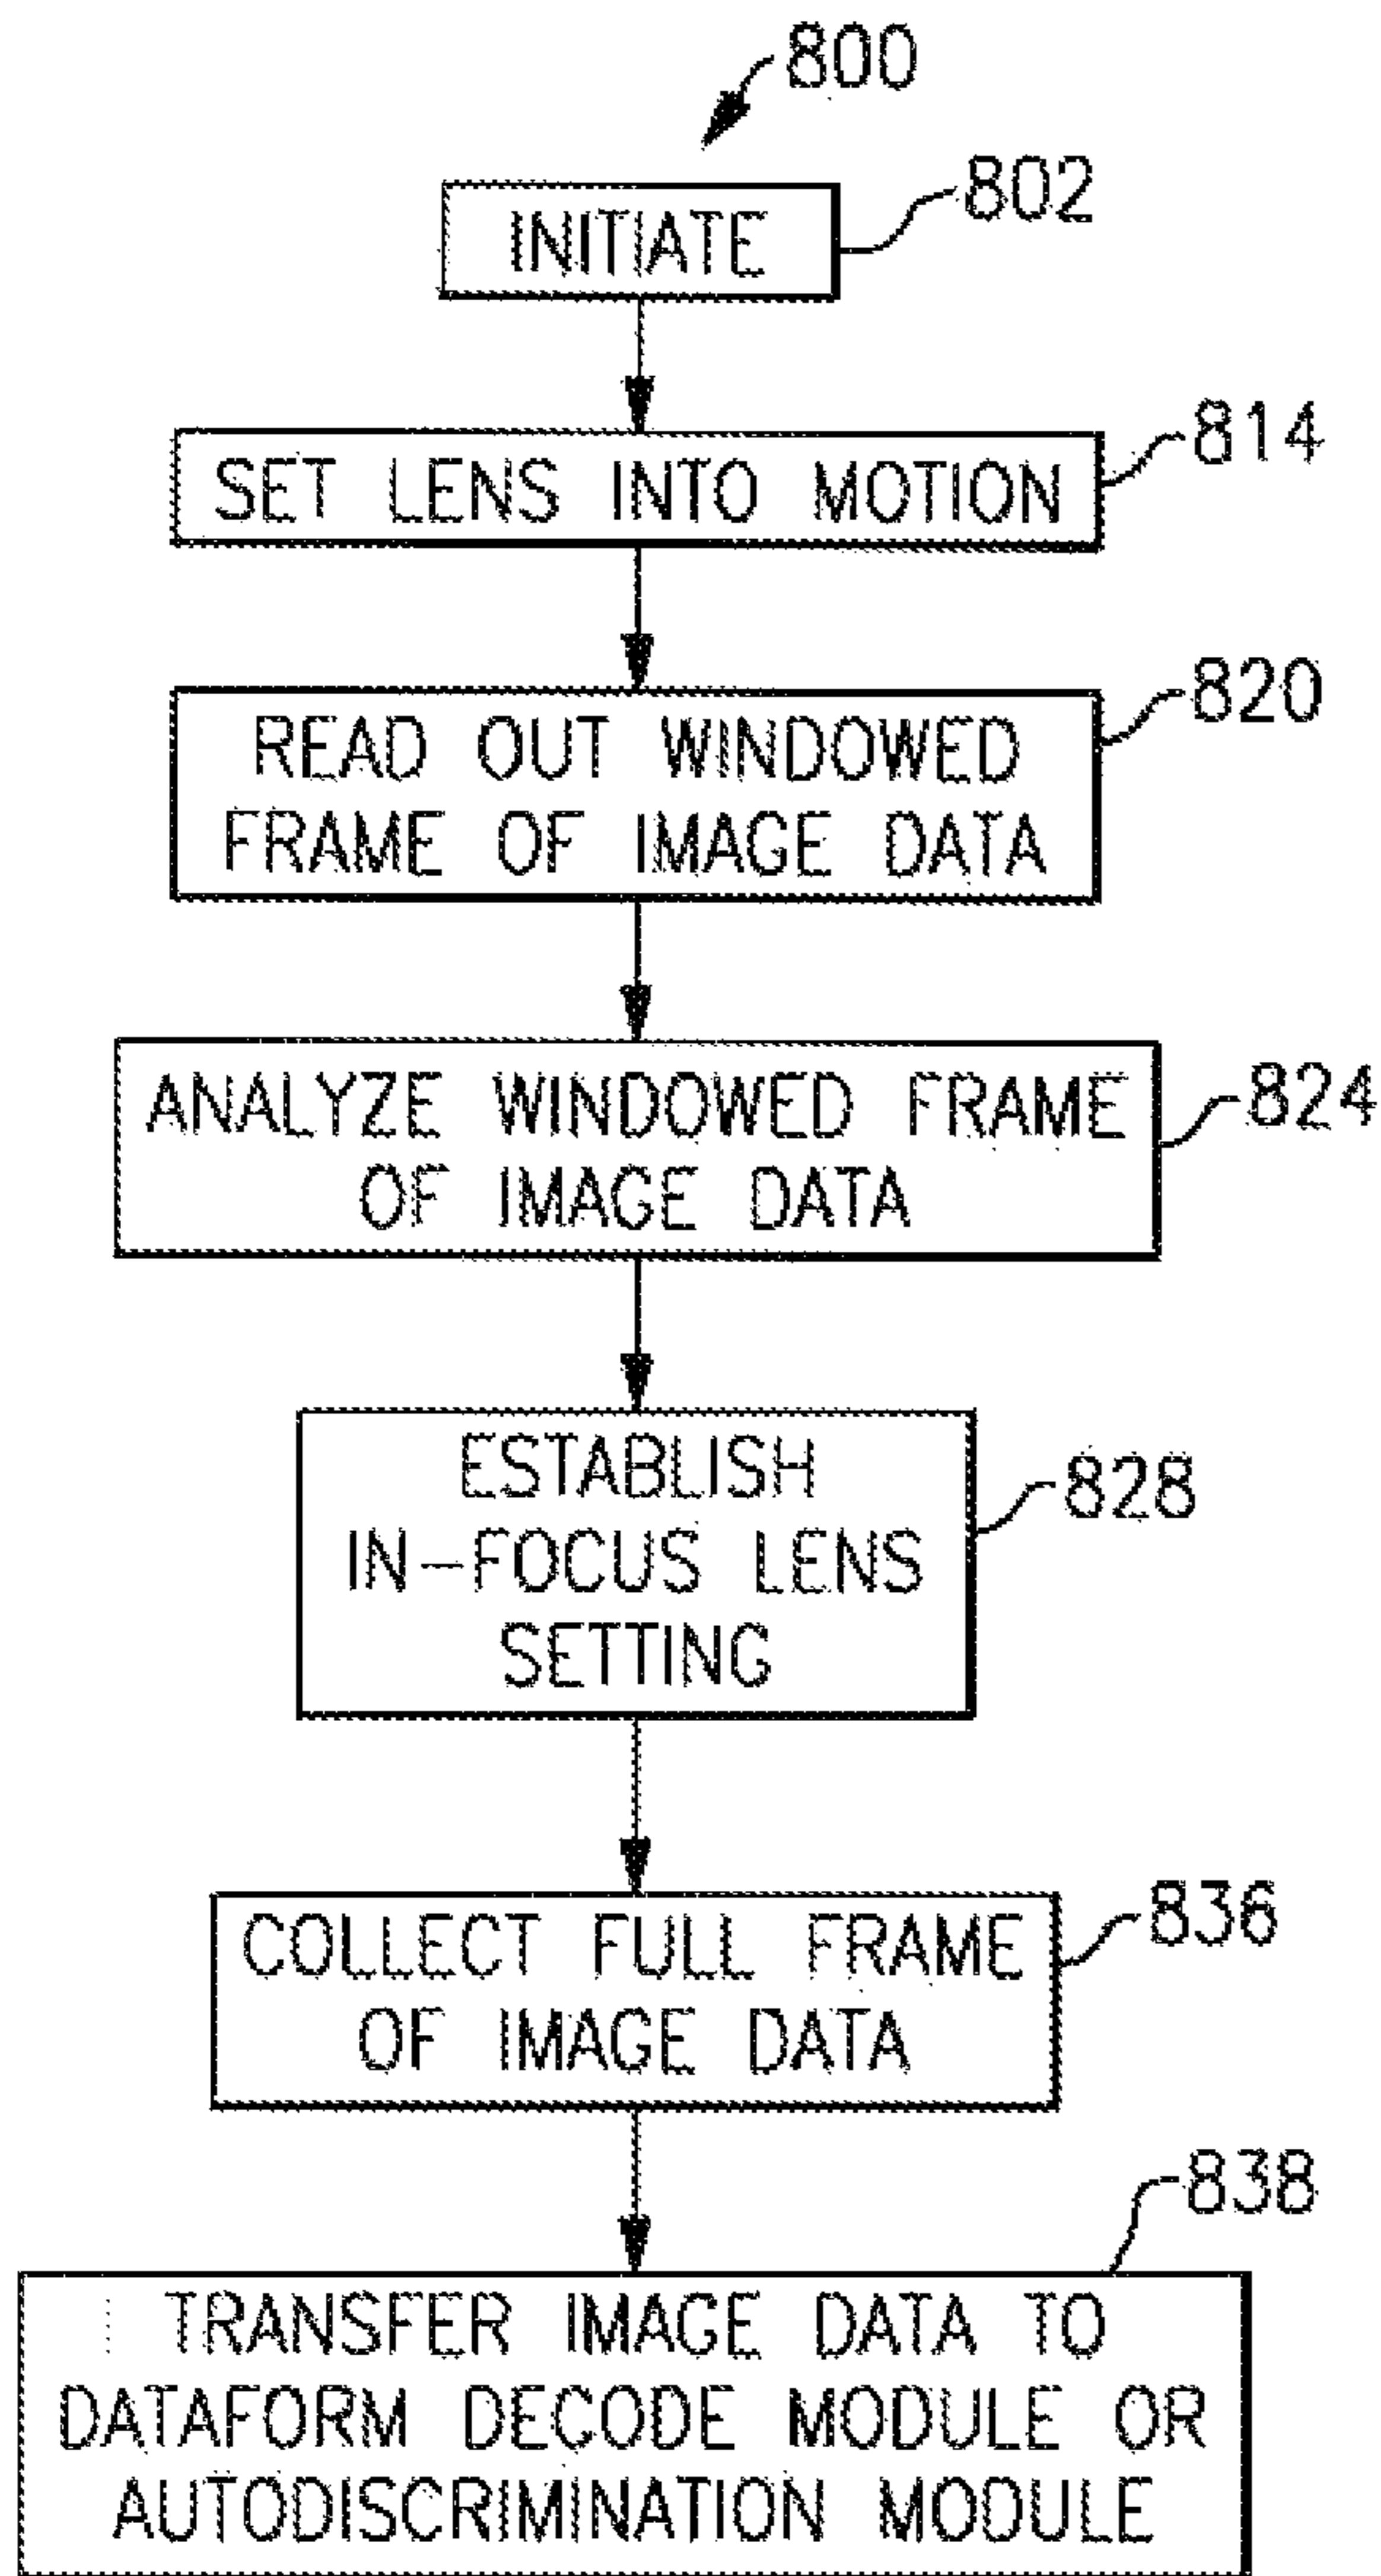 800
INITIATE
802
SET LENS INTO MOTION
814
READ OUT WINDOWED
FRAME OF IMAGE DATA
820
ANALYZE WINDOWED FRAME
OF IMAGE DATA
824
ESTABLISH
IN-FOCUS LENS
SETTING
828
COLLECT FULL FRAME
OF IMAGE DATA
836
838
TRANSFER IMAGE DATA TO
DATAFORM DECODE MODULE OR
AUTODISCRIMINATION MODULE